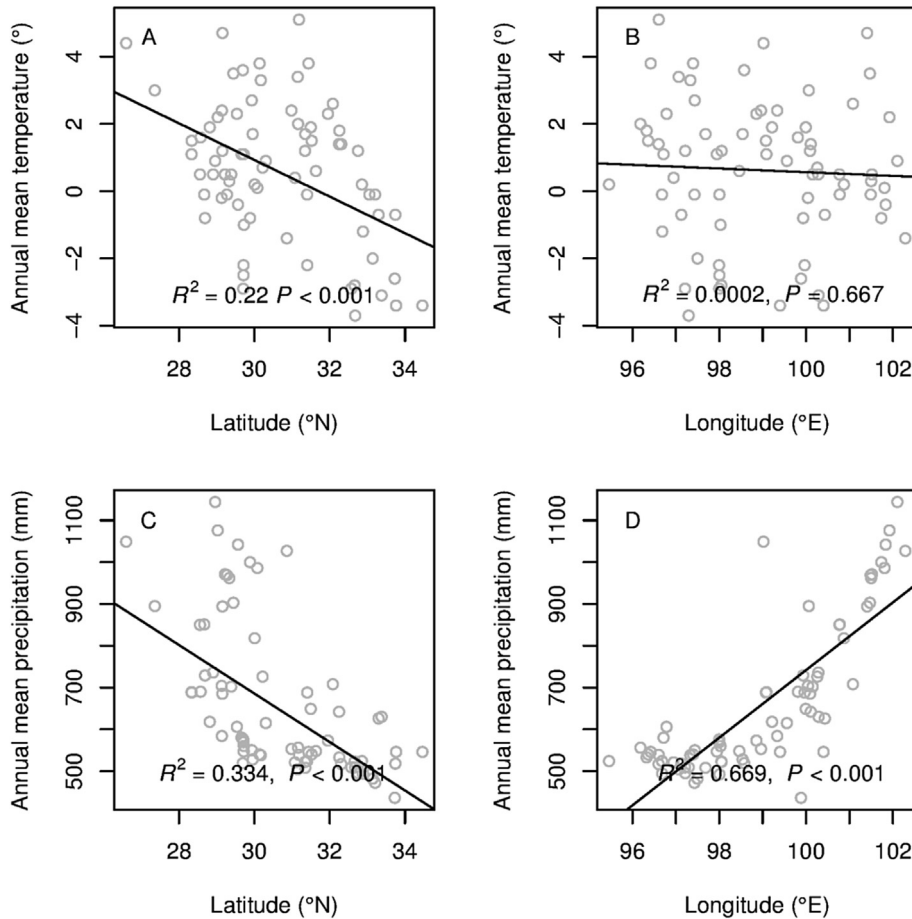 A
Annual mean temperature (°)
4
2
0
−2
−4
R² = 0.22 P < 0.001
28 30 32 34
Latitude (°N)
B
Annual mean temperature (°)
4
2
0
−2
−4
R² = 0.0002, P = 0.667
96 98 100 102
Longitude (°E)
C
Annual mean precipitation (mm)
1100
900
700
500
R² = 0.334, P < 0.001
28 30 32 34
Latitude (°N)
D
Annual mean precipitation (mm)
1100
900
700
500
R² = 0.669, P < 0.001
96 98 100 102
Longitude (°E)